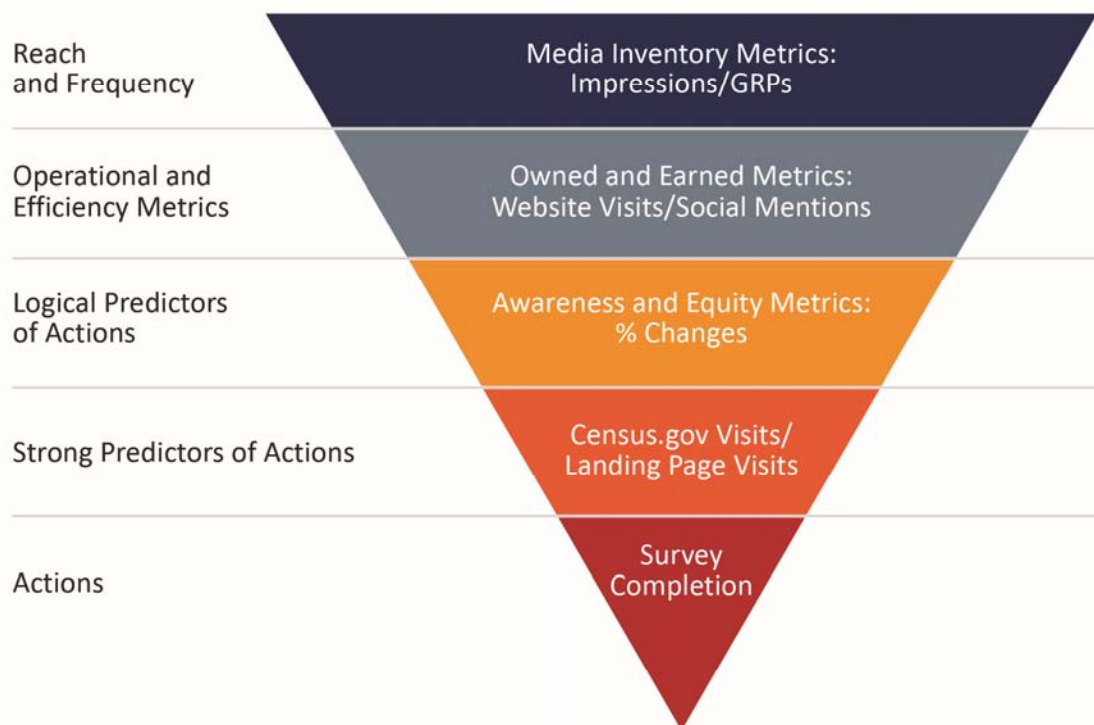 Reach
and Frequency
Media Inventory Metrics:
Impressions/GRPs
Operational and
Efficiency Metrics
Owned and Earned Metrics:
Website Visits/Social Mentions
Logical Predictors
of Actions
Awareness and Equity Metrics:
% Changes
Strong Predictors of Actions
Census.gov Visits/
Landing Page Visits
Actions
Survey
Completion